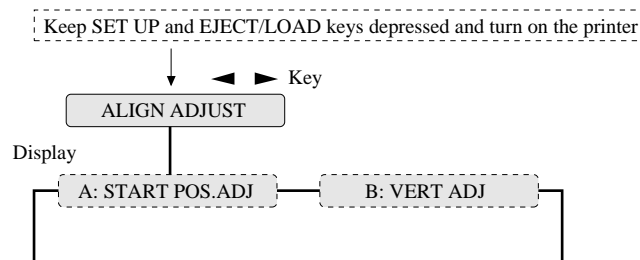 Keep SET UP and EJECT/LOAD keys depressed and turn on the printer
Key
ALIGN ADJUST
Display
A: START POS.ADJ
B: VERT ADJ